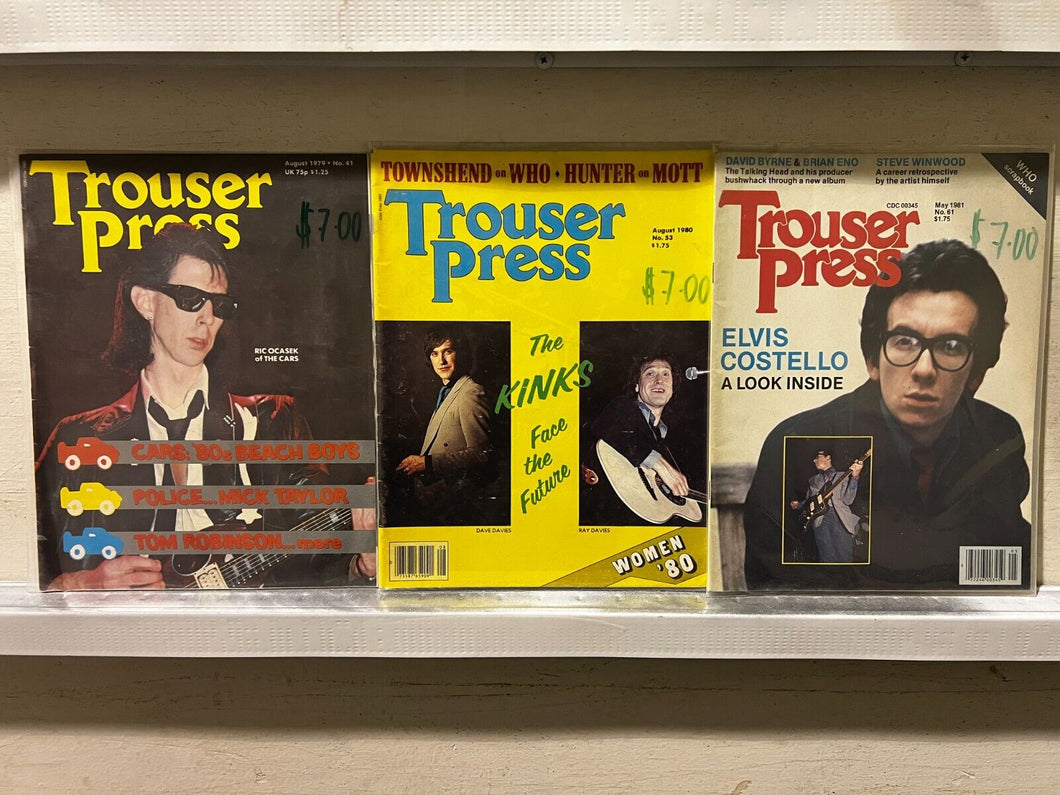 August 1979 • No. 41
UK 75p $1.25
Trouser
Press
$7.00
RIC OCASEK
of THE CARS
CARS: '80s BEACH BOYS
POLICE...MICK TAYLOR
TOM ROBINSON...more
TOWNSHEND on WHO • HUNTER on MOTT
Trouser
Press
August 1980
No. 53
$1.75
$7.00
The
KINKS
Face
the
Future
DAVE DAVIES
RAY DAVIES
WOMEN
'80
DAVID BYRNE & BRIAN ENO
The Talking Head and his producer
bushwhack through a new album
STEVE WINWOOD
A career retrospective
by the artist himself
WHO
scrapbook
CDC 00345
May 1981
No. 61
$1.75
Trouser
Press
$7.00
ELVIS
COSTELLO
A LOOK INSIDE